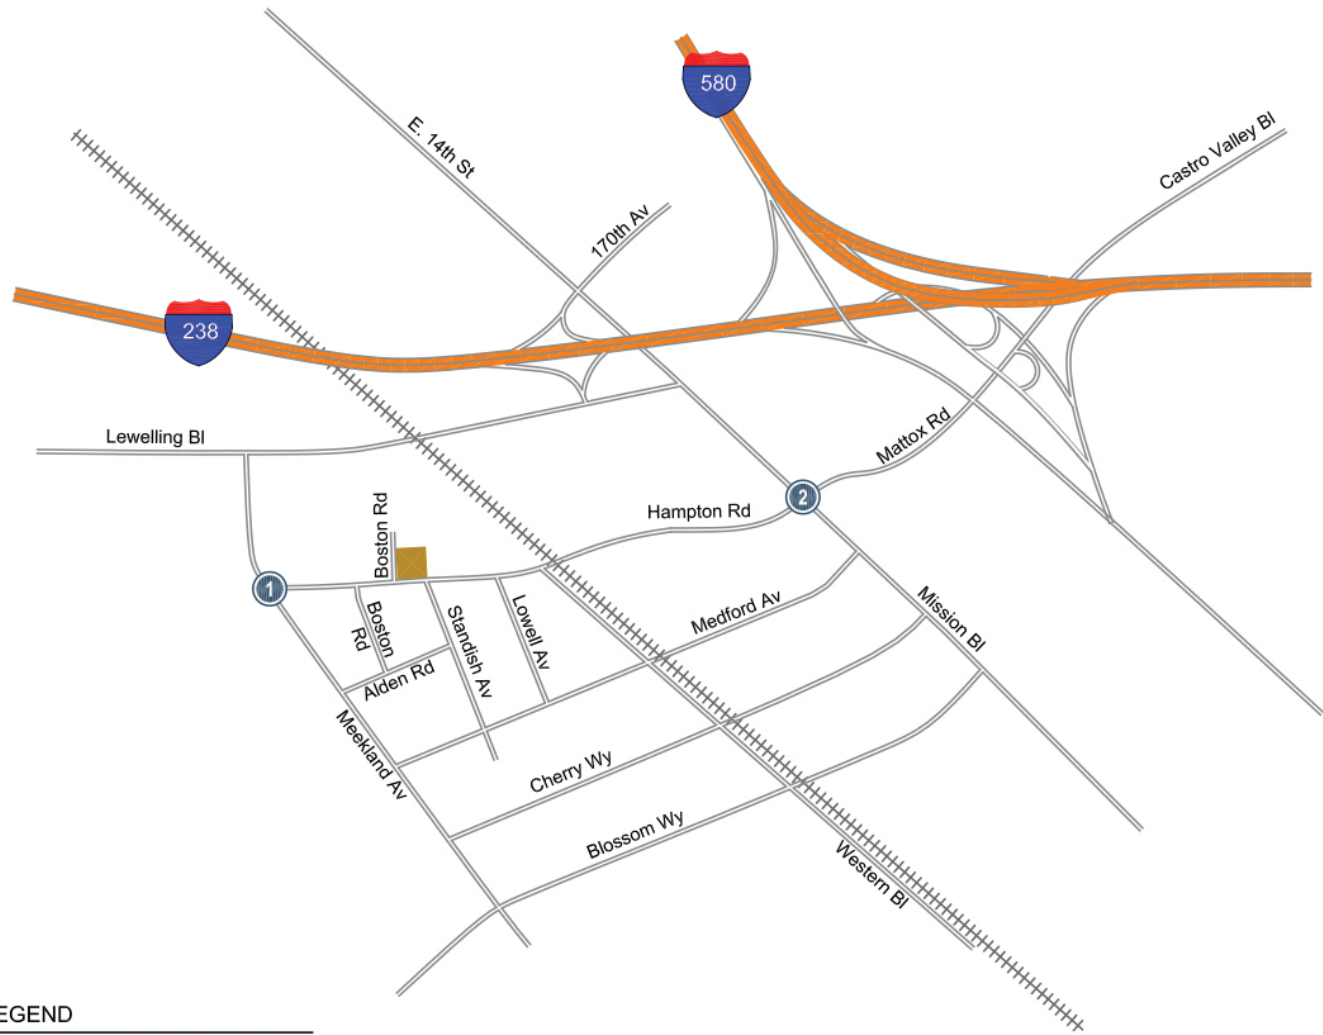 580
E. 14th St
Castro Valley Bl
170th Av
238
Lewelling Bl
Mattox Rd
Boston Rd
Hampton Rd
2
1
Boston
Rd
Standish Av
Lowell Av
Medford Av
Mission Bl
Alden Rd
Meekland Av
Cherry Wy
Blossom Wy
Western Bl
EGEND